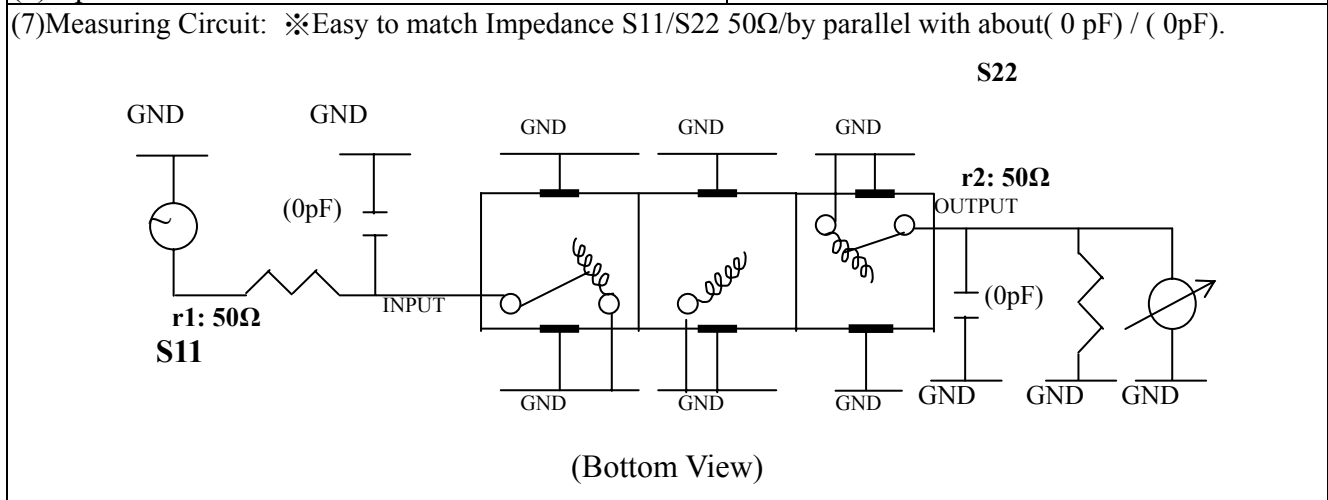 (7)Measuring Circuit: ※Easy to match Impedance S11/S22 50Ω/by parallel with about( 0 pF) / ( 0pF).
S22
GND GND GND GND GND
r2: 50Ω
(0pF) OUTPUT
INPUT (0pF)
r1: 50Ω
S11
GND GND GND GND GND GND
(Bottom View)